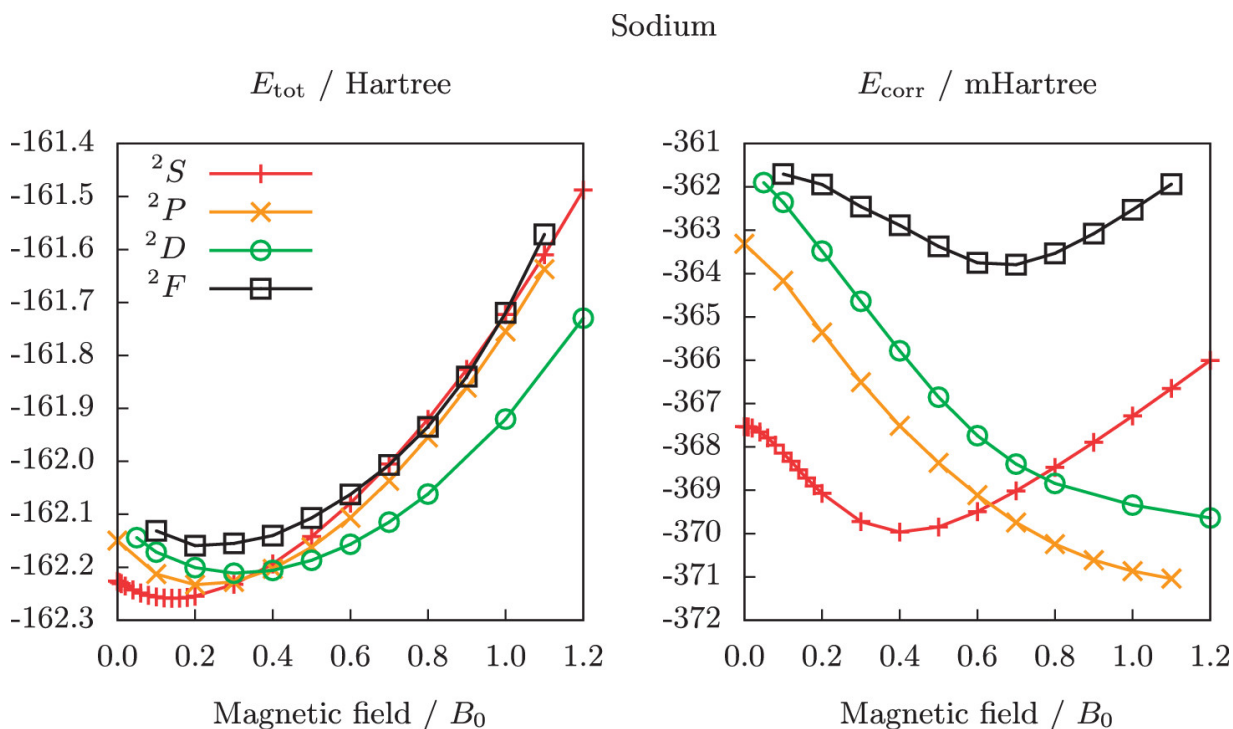 Sodium
E_tot / Hartree
-161.4
-161.5
-161.6
-161.7
-161.8
-161.9
-162.0
-162.1
-162.2
-162.3
²S
²P
²D
²F
0.0 0.2 0.4 0.6 0.8 1.0 1.2
Magnetic field / B₀
E_corr / mHartree
-361
-362
-363
-364
-365
-366
-367
-368
-369
-370
-371
-372
0.0 0.2 0.4 0.6 0.8 1.0 1.2
Magnetic field / B₀